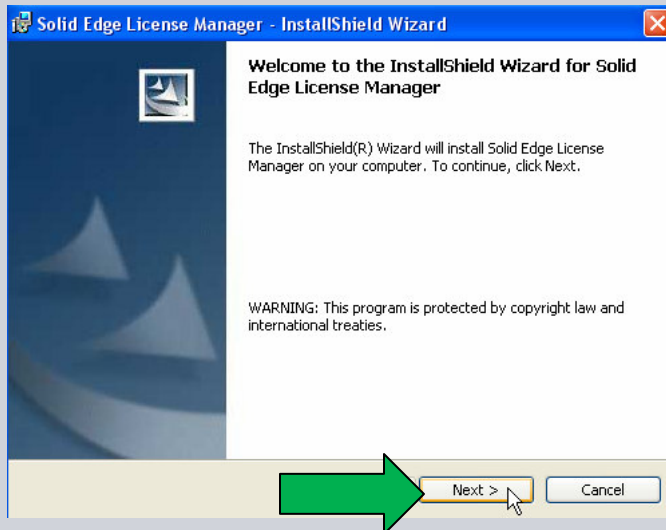 Solid Edge License Manager - InstallShield Wizard
Welcome to the InstallShield Wizard for Solid
Edge License Manager
The InstallShield(R) Wizard will install Solid Edge License
Manager on your computer. To continue, click Next.
WARNING: This program is protected by copyright law and
international treaties.
Next >
Cancel